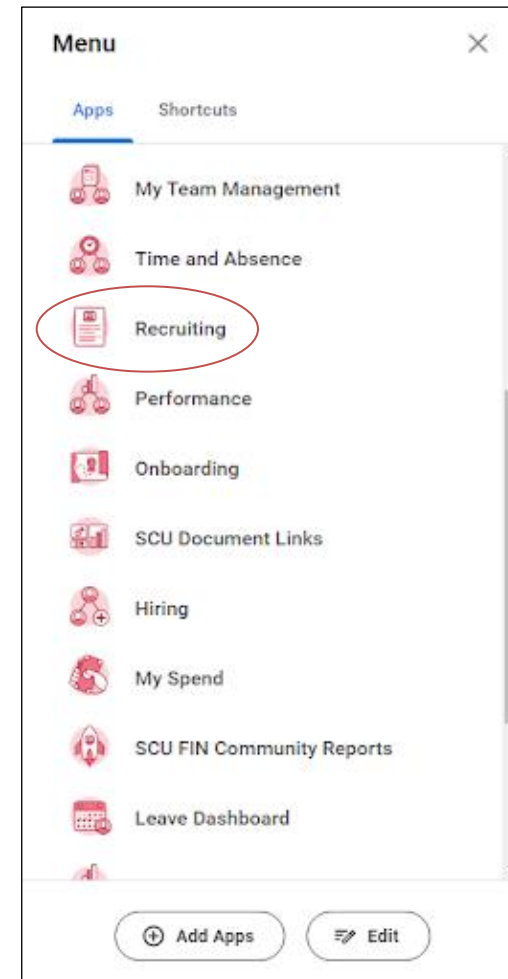 Menu
Apps Shortcuts
My Team Management
Time and Absence
Recruiting
Performance
Onboarding
SCU Document Links
Hiring
My Spend
SCU FIN Community Reports
Leave Dashboard
Add Apps Edit